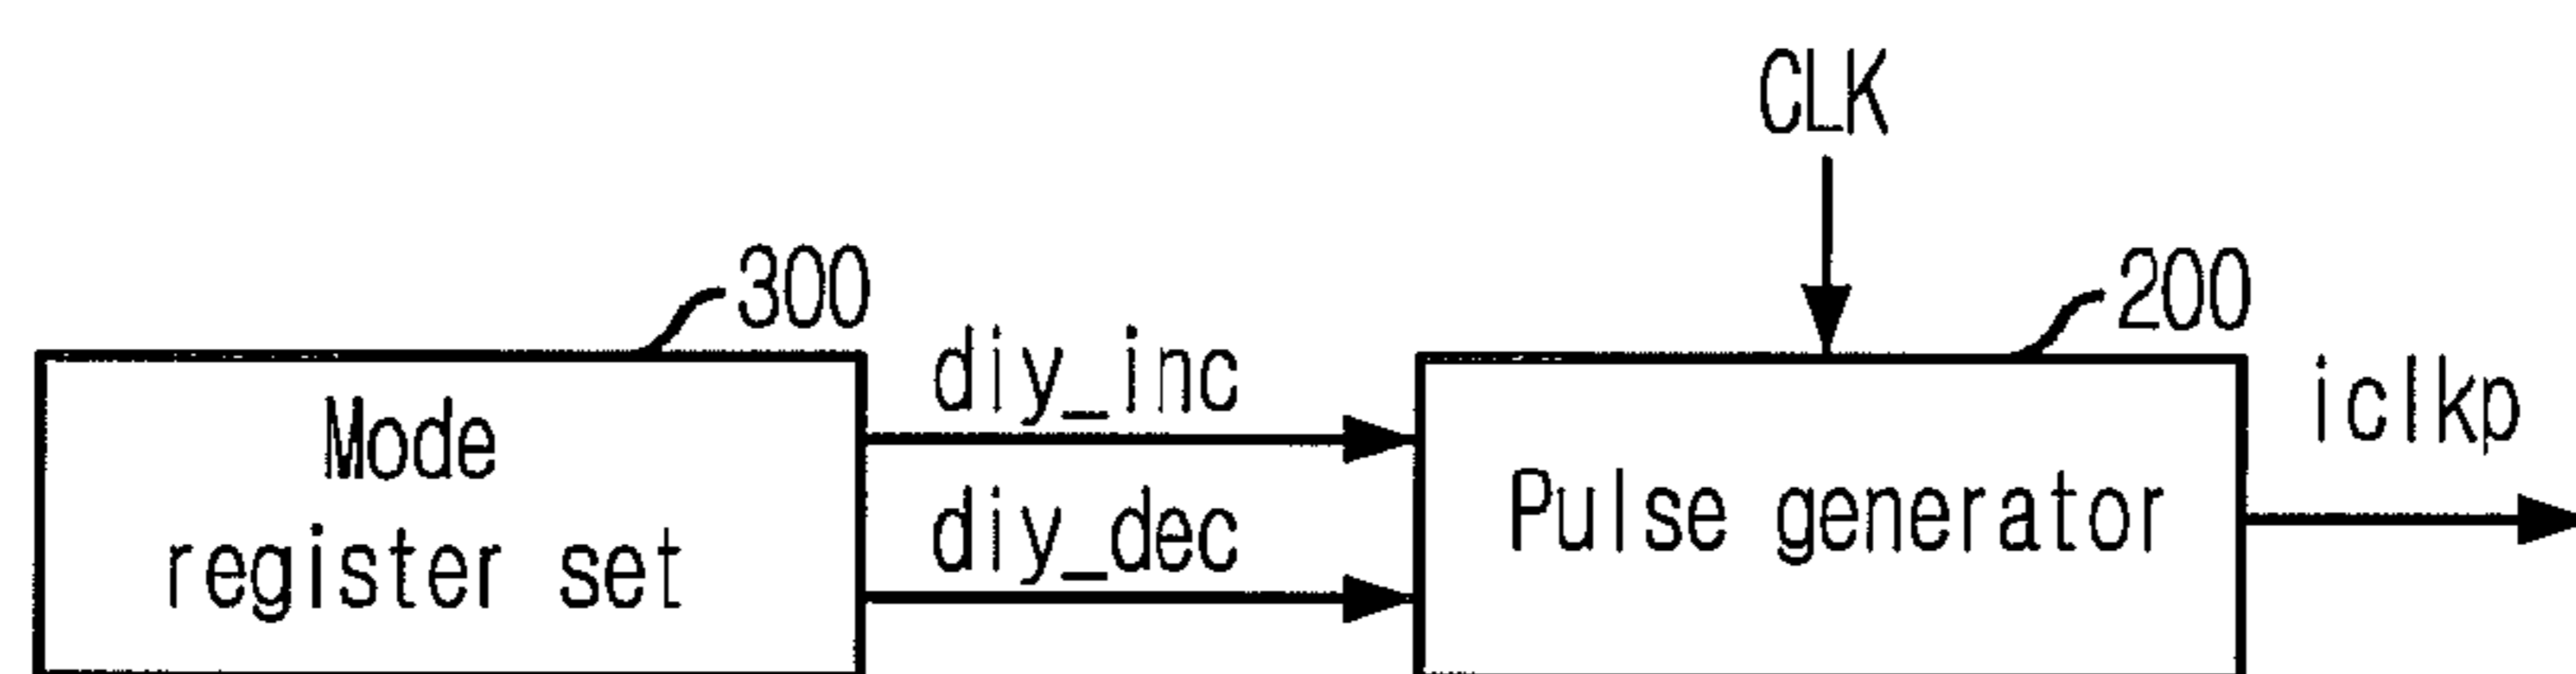 CLK
300
200
diy_inc
iclkp
Mode
register set
diy_dec
Pulse generator